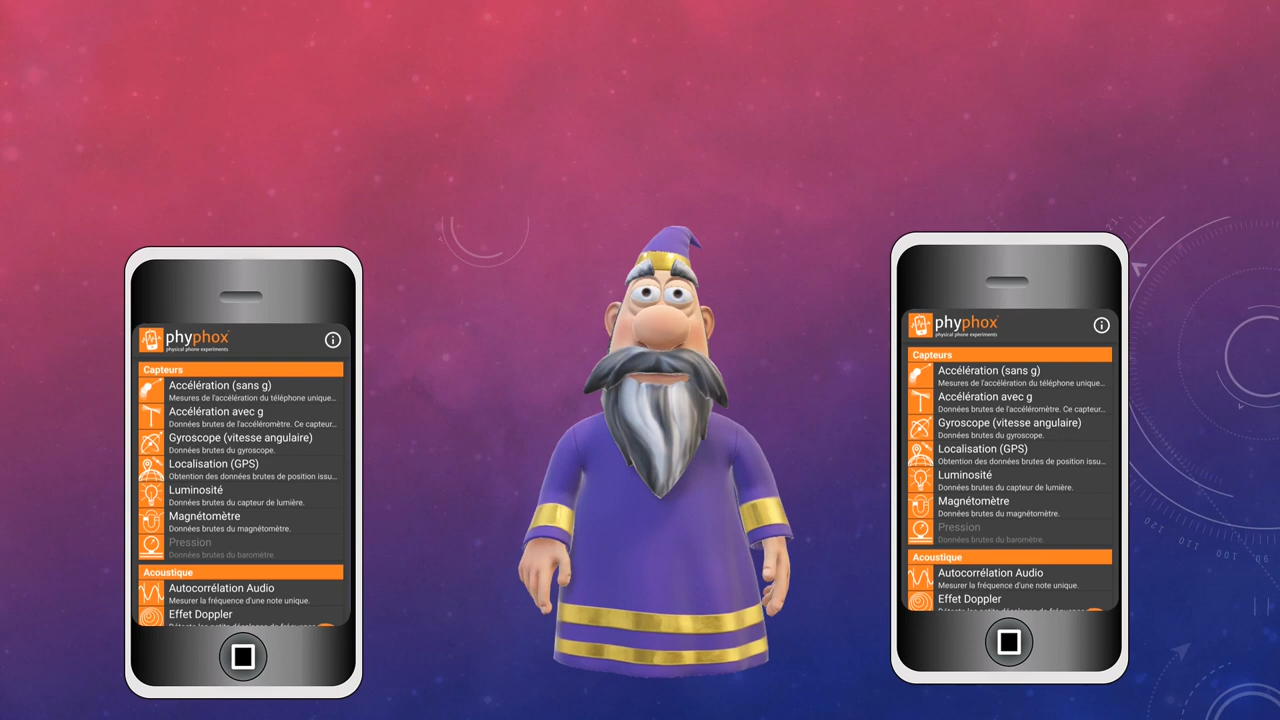 phyphox
physical phone experiments
Capteurs
Accélération (sans g)
Mesures de l'accélération du téléphone unique...
Accélération avec g
Données brutes de l'accéléromètre. Ce capteur...
Gyroscope (vitesse angulaire)
Données brutes du gyroscope.
Localisation (GPS)
Obtention des données brutes de position issu...
Luminosité
Données brutes du capteur de lumière.
Magnétomètre
Données brutes du magnétomètre.
Pression
Données brutes du baromètre.
Acoustique
Autocorrélation Audio
Mesurer la fréquence d'une note unique.
Effet Doppler
phyphox
physical phone experiments
Capteurs
Accélération (sans g)
Mesures de l'accélération du téléphone unique...
Accélération avec g
Données brutes de l'accéléromètre. Ce capteur...
Gyroscope (vitesse angulaire)
Données brutes du gyroscope.
Localisation (GPS)
Obtention des données brutes de position issu...
Luminosité
Données brutes du capteur de lumière.
Magnétomètre
Données brutes du magnétomètre.
Pression
Données brutes du baromètre.
Acoustique
Autocorrélation Audio
Mesurer la fréquence d'une note unique.
Effet Doppler
120
110
100
90